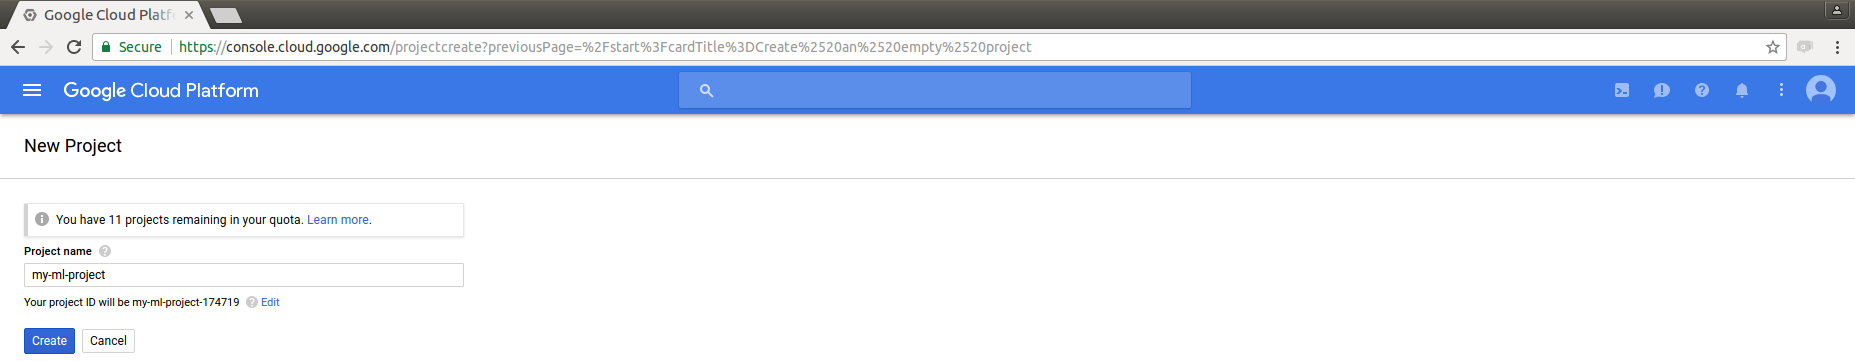 Google Cloud Platf
Secure https://console.cloud.google.com/projectcreate?previousPage=%2Fstart%3FcardTitle%3DCreate%2520an%2520empty%2520project
Google Cloud Platform
New Project
You have 11 projects remaining in your quota. Learn more.
Project name
my-ml-project
Your project ID will be my-ml-project-174719 Edit
Create Cancel